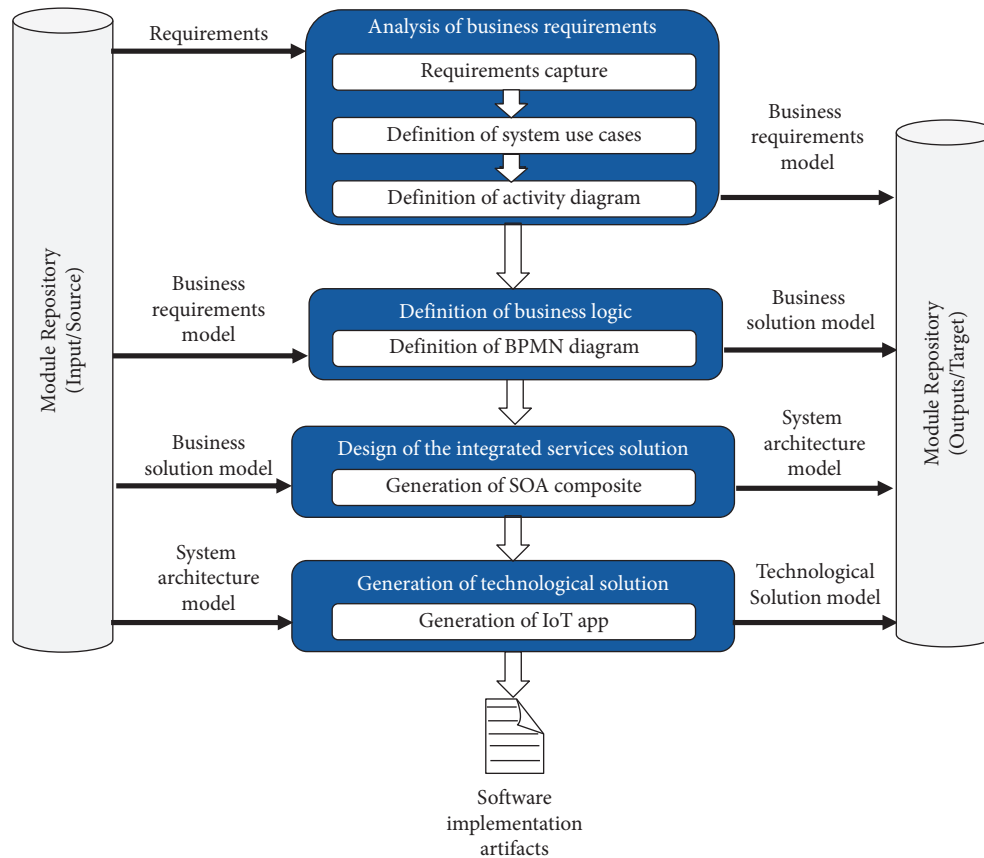 Module Repository
(Input/Source)
Requirements
Analysis of business requirements
Requirements capture
Definition of system use cases
Definition of activity diagram
Business
requirements
model
Module Repository
(Outputs/Target)
Business
requirements
model
Definition of business logic
Definition of BPMN diagram
Business
solution model
Business
solution model
Design of the integrated services solution
Generation of SOA composite
System
architecture
model
System
architecture
model
Generation of technological solution
Generation of IoT app
Technological
Solution model
Software
implementation
artifacts